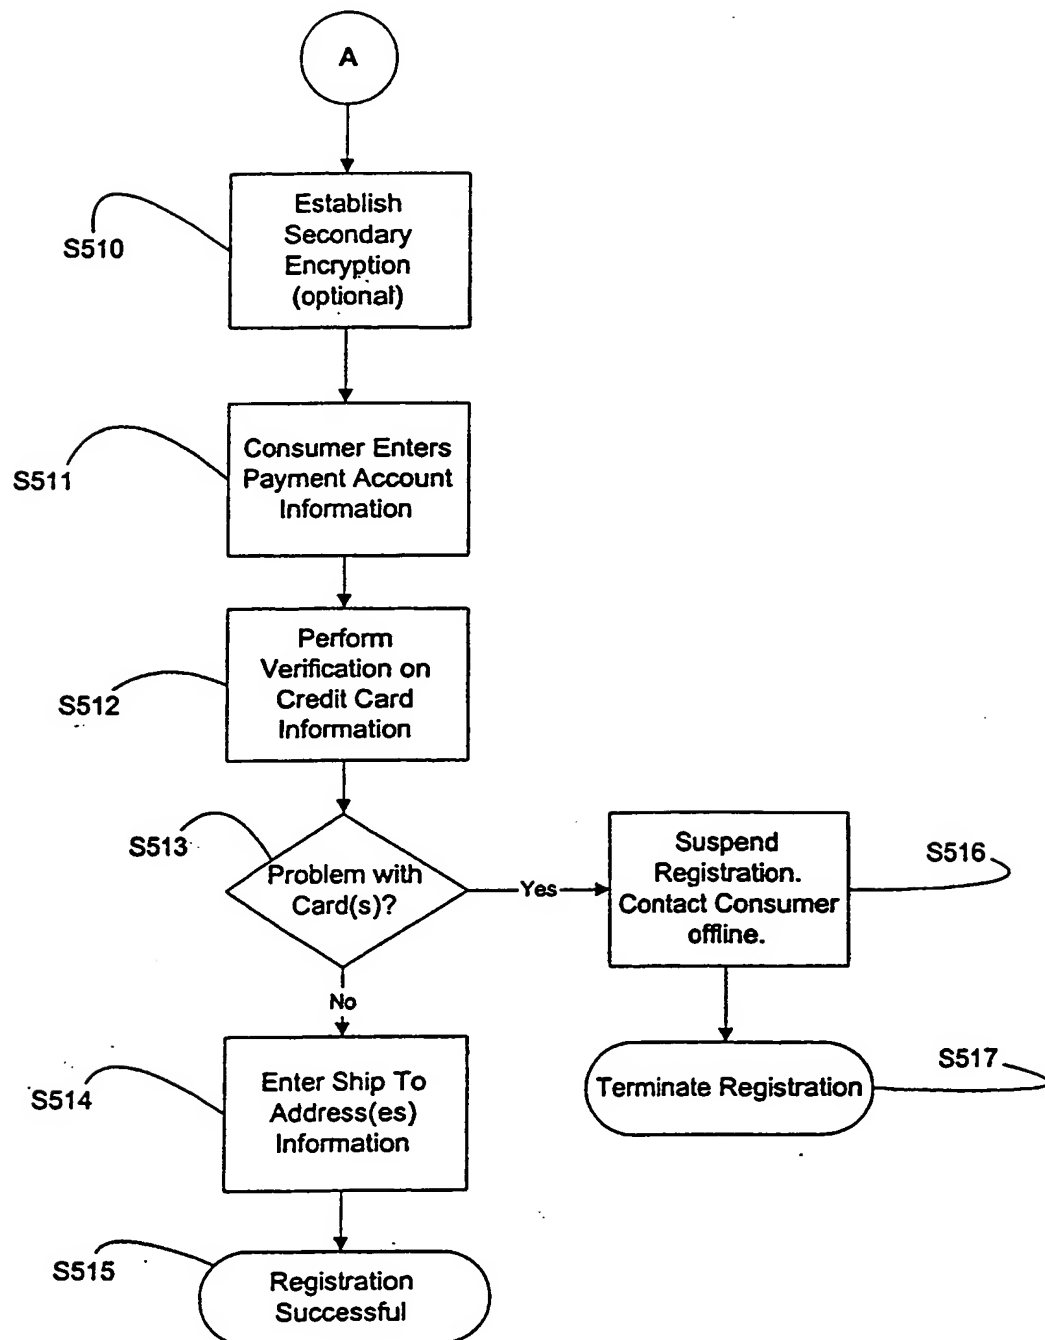 A
Establish
Secondary
Encryption
(optional)
S510
Consumer Enters
Payment Account
Information
S511
Perform
Verification on
Credit Card
Information
S512
S513
Problem with
Card(s)?
Yes
Suspend
Registration.
Contact Consumer
offline.
S516
No
Enter Ship To
Address(es)
Information
S514
Terminate Registration
S517
Registration
Successful
S515